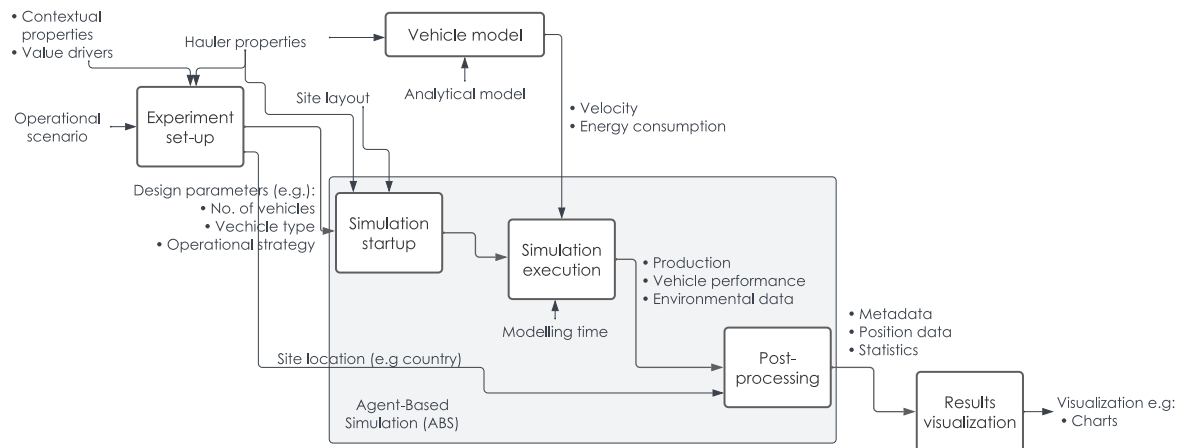 • Contextual
properties
• Value drivers
Hauler properties
Vehicle model
Analytical model
Site layout
Operational
scenario
Experiment
set-up
• Velocity
• Energy consumption
Design parameters (e.g.):
• No. of vehicles
• Vechicle type
• Operational strategy
Simulation
startup
Simulation
execution
• Production
• Vehicle performance
• Environmental data
Modelling time
Site location (e.g country)
Post-
processing
• Metadata
• Position data
• Statistics
Agent-Based
Simulation (ABS)
Results
visualization
Visualization e.g:
• Charts